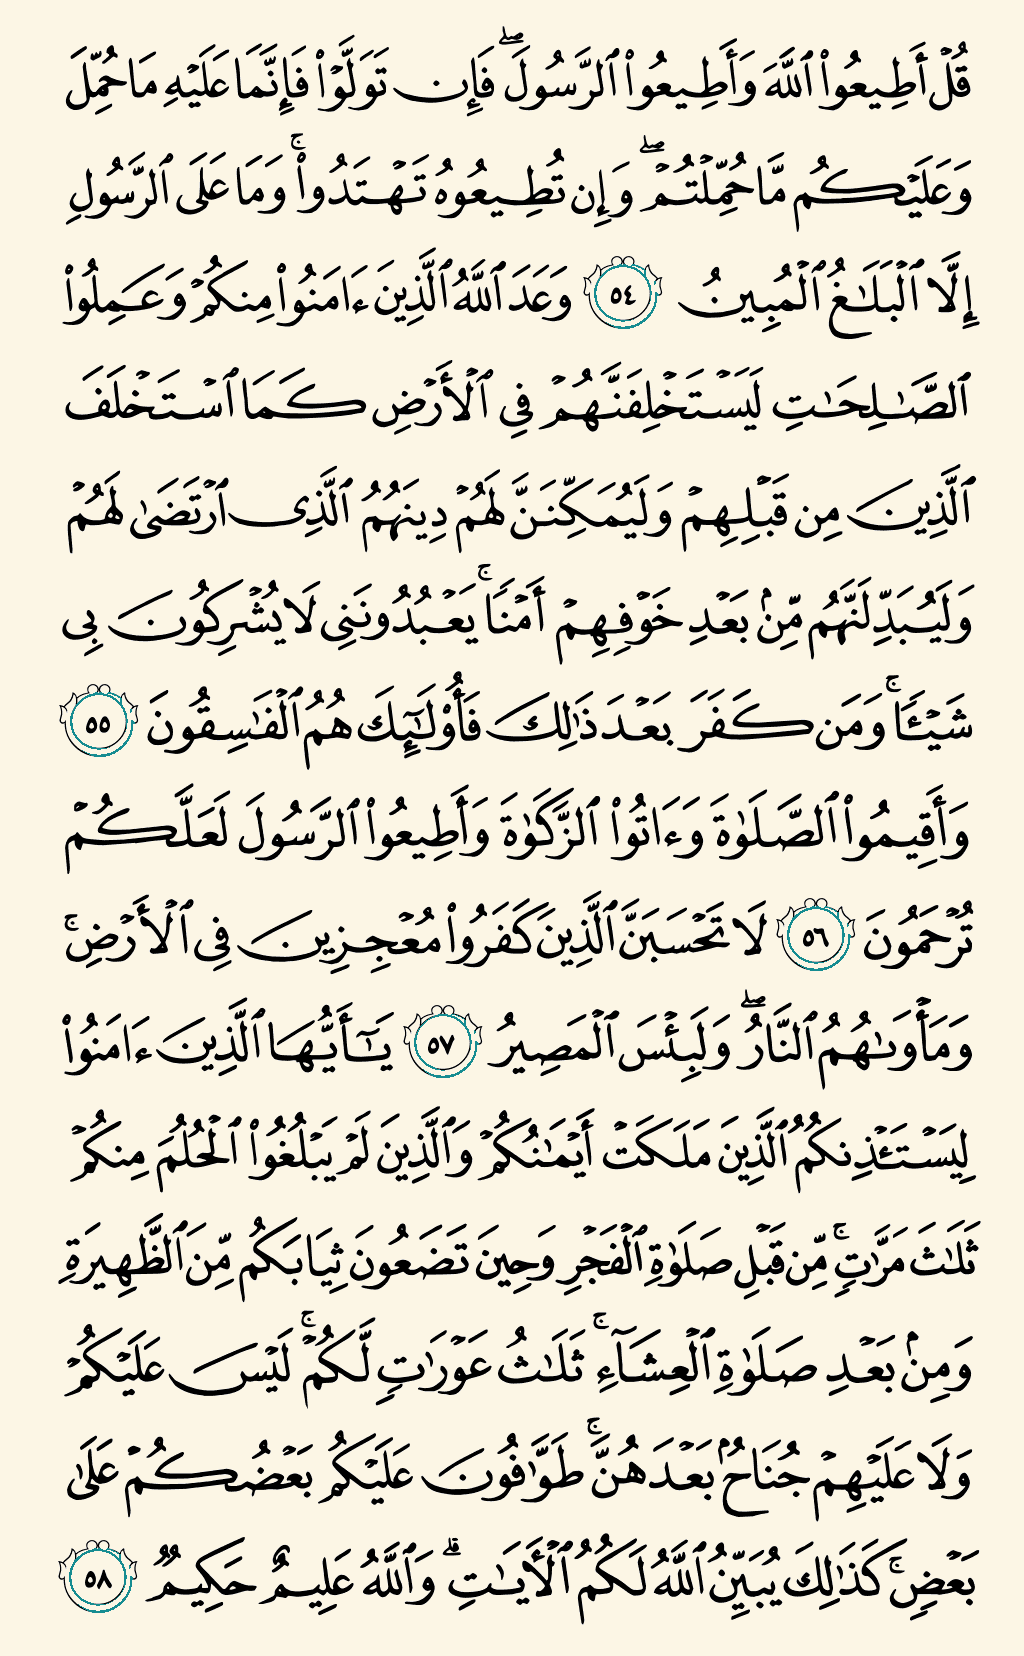 قُلۡ أَطِيعُواْ ٱللَّهَ وَأَطِيعُواْ ٱلرَّسُولَۖ فَإِن تَوَلَّوۡاْ فَإِنَّمَا عَلَيۡهِ مَا حُمِّلَ
وَعَلَيۡكُم مَّا حُمِّلۡتُمۡۖ وَإِن تُطِيعُوهُ تَهۡتَدُواْۚ وَمَا عَلَى ٱلرَّسُولِ
إِلَّا ٱلۡبَلَٰغُ ٱلۡمُبِينُ ٥٤ وَعَدَ ٱللَّهُ ٱلَّذِينَ ءَامَنُواْ مِنكُمۡ وَعَمِلُواْ
ٱلصَّٰلِحَٰتِ لَيَسۡتَخۡلِفَنَّهُمۡ فِي ٱلۡأَرۡضِ كَمَا ٱسۡتَخۡلَفَ
ٱلَّذِينَ مِن قَبۡلِهِمۡ وَلَيُمَكِّنَنَّ لَهُمۡ دِينَهُمُ ٱلَّذِي ٱرۡتَضَىٰ لَهُمۡ
وَلَيُبَدِّلَنَّهُم مِّنۢ بَعۡدِ خَوۡفِهِمۡ أَمۡنٗاۚ يَعۡبُدُونَنِي لَا يُشۡرِكُونَ بِي
شَيۡـٔٗاۚ وَمَن كَفَرَ بَعۡدَ ذَٰلِكَ فَأُوْلَٰٓئِكَ هُمُ ٱلۡفَٰسِقُونَ ٥٥
وَأَقِيمُواْ ٱلصَّلَوٰةَ وَءَاتُواْ ٱلزَّكَوٰةَ وَأَطِيعُواْ ٱلرَّسُولَ لَعَلَّكُمۡ
تُرۡحَمُونَ ٥٦ لَا تَحۡسَبَنَّ ٱلَّذِينَ كَفَرُواْ مُعۡجِزِينَ فِي ٱلۡأَرۡضِۚ
وَمَأۡوَىٰهُمُ ٱلنَّارُۖ وَلَبِئۡسَ ٱلۡمَصِيرُ ٥٧ يَٰٓأَيُّهَا ٱلَّذِينَ ءَامَنُواْ
لِيَسۡتَـٔۡذِنكُمُ ٱلَّذِينَ مَلَكَتۡ أَيۡمَٰنُكُمۡ وَٱلَّذِينَ لَمۡ يَبۡلُغُواْ ٱلۡحُلُمَ مِنكُمۡ
ثَلَٰثَ مَرَّٰتٖۚ مِّن قَبۡلِ صَلَوٰةِ ٱلۡفَجۡرِ وَحِينَ تَضَعُونَ ثِيَابَكُم مِّنَ ٱلظَّهِيرَةِ
وَمِنۢ بَعۡدِ صَلَوٰةِ ٱلۡعِشَآءِۚ ثَلَٰثُ عَوۡرَٰتٖ لَّكُمۡۚ لَيۡسَ عَلَيۡكُمۡ
وَلَا عَلَيۡهِمۡ جُنَاحُۢ بَعۡدَهُنَّۚ طَوَّٰفُونَ عَلَيۡكُم بَعۡضُكُمۡ عَلَىٰ
بَعۡضٖۚ كَذَٰلِكَ يُبَيِّنُ ٱللَّهُ لَكُمُ ٱلۡأٓيَٰتِۗ وَٱللَّهُ عَلِيمٌ حَكِيمٞ ٥٨